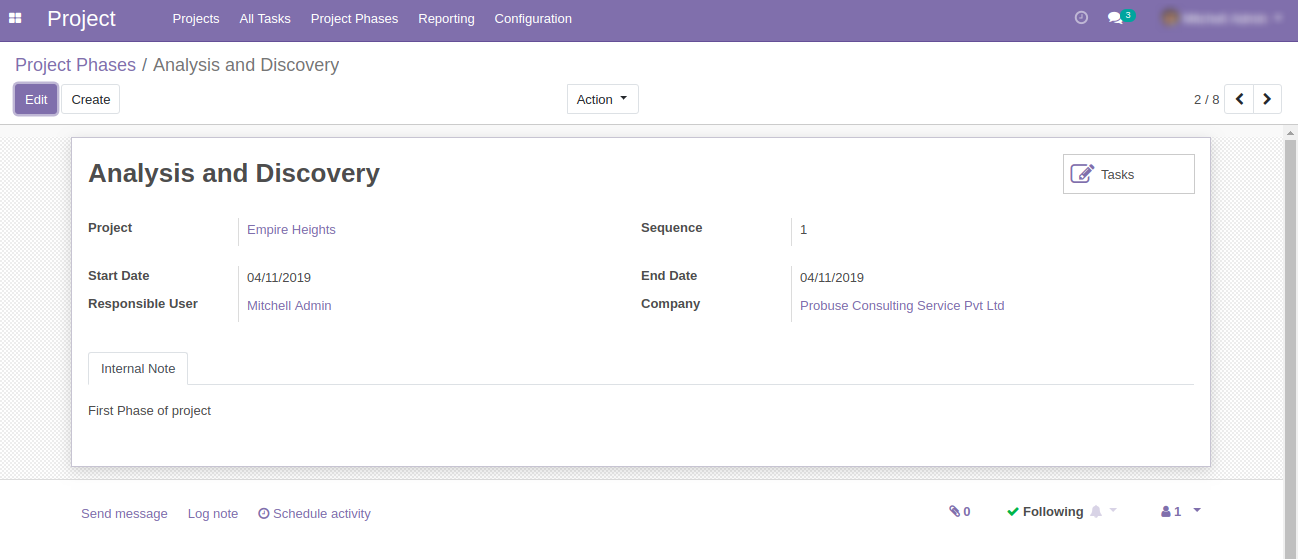 Project Projects All Tasks Project Phases Reporting Configuration 3
Project Phases / Analysis and Discovery
Edit Create Action 2 / 8
Analysis and Discovery
Tasks
Project Empire Heights Sequence 1
Start Date 04/11/2019 End Date 04/11/2019
Responsible User Mitchell Admin Company Probuse Consulting Service Pvt Ltd
Internal Note
First Phase of project
Send message Log note Schedule activity 0 Following 1